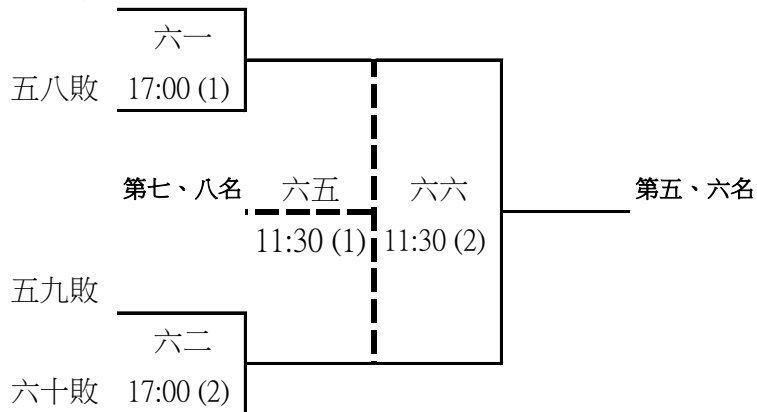 六一
五八敗 17:00 (1)
第七、八名 六五 六六 第五、六名
11:30 (1) 11:30 (2)
五九敗
六二
六十敗 17:00 (2)